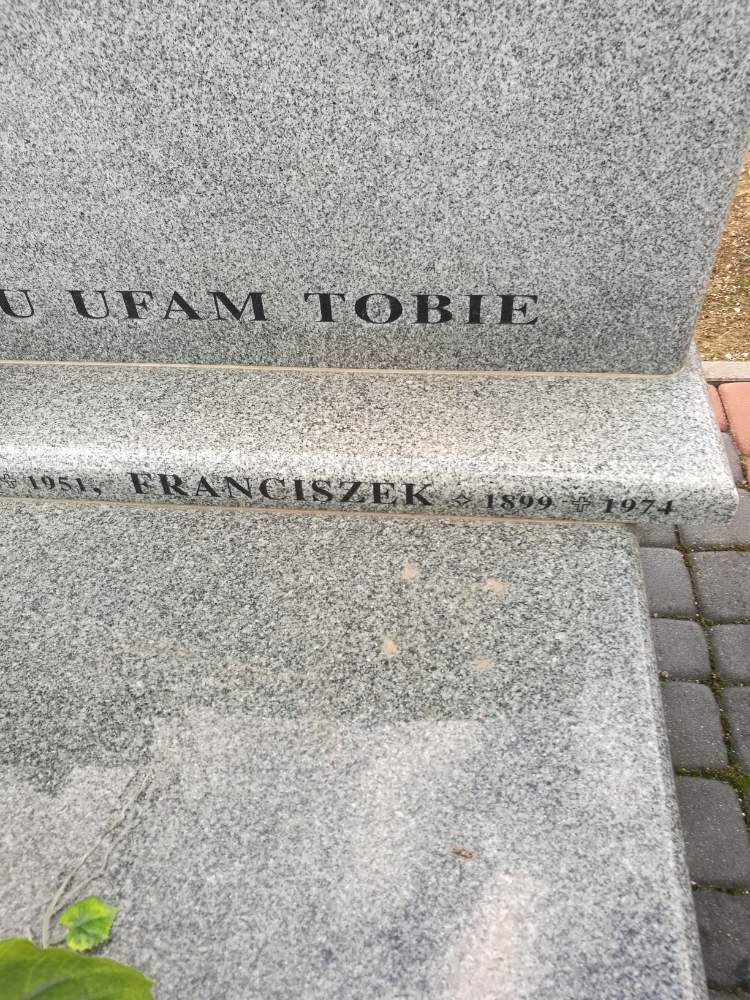 U UFAM TOBIE
✝ 1951, FRANCISZEK ✧ 1899 ✝ 1974